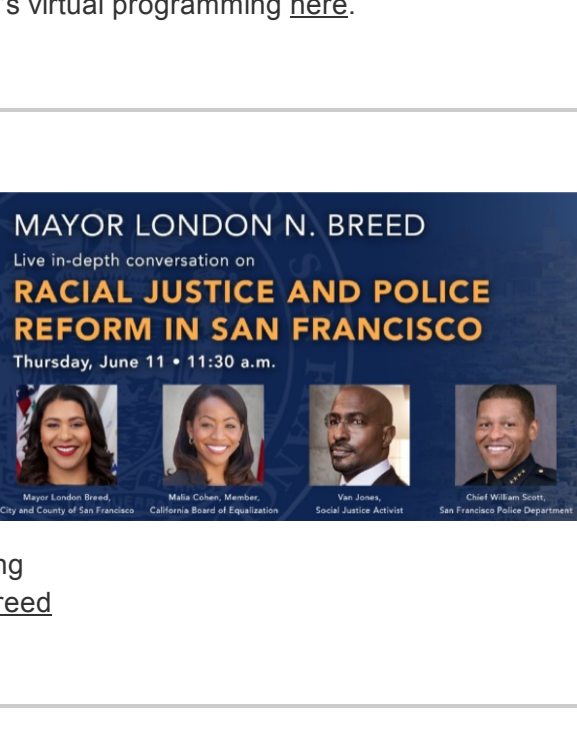 's virtual programming here.
MAYOR LONDON N. BREED
Live in-depth conversation on
RACIAL JUSTICE AND POLICE
REFORM IN SAN FRANCISCO
Thursday, June 11 • 11:30 a.m.
Mayor London Breed,
City and County of San Francisco
Malia Cohen, Member,
California Board of Equalization
Van Jones,
Social Justice Activist
Chief William Scott,
San Francisco Police Department
ng
reed